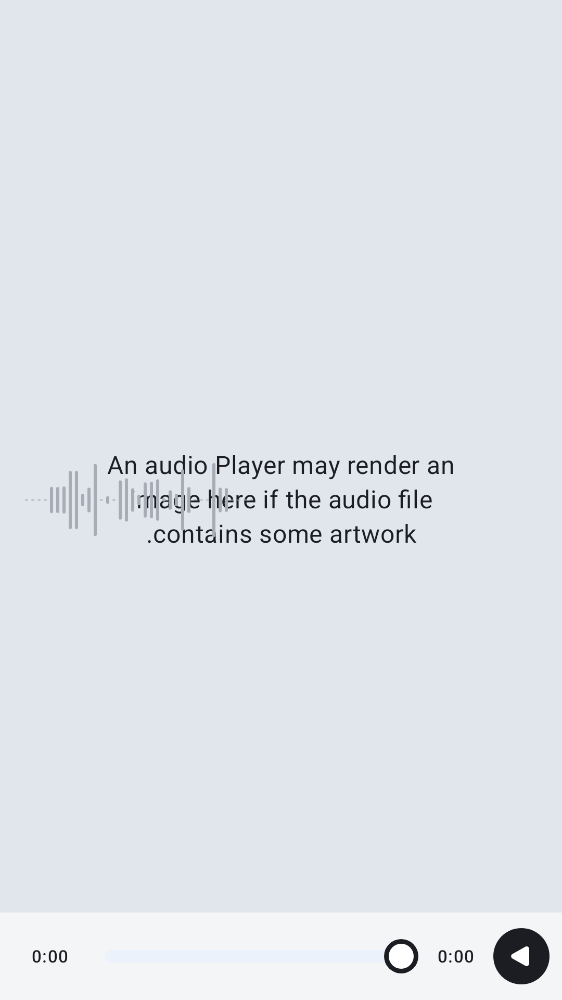 An audio Player may render an
image here if the audio file
.contains some artwork
0:00
0:00